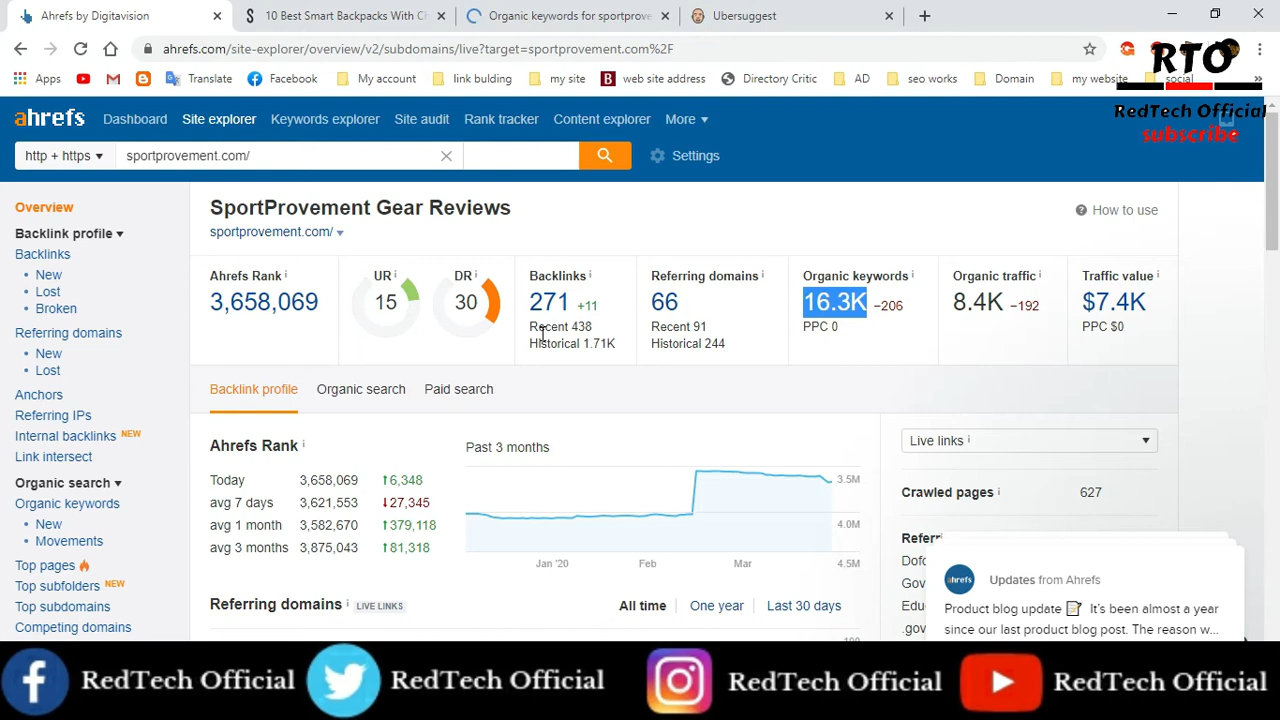 Ahrefs by Digitavision
10 Best Smart Backpacks With Ch
Organic keywords for sportprove
Ubersuggest
ahrefs.com/site-explorer/overview/v2/subdomains/live?target=sportprovement.com%2F
Apps
Translate
Facebook
My account
link bulding
my site
B web site address
Directory Critic
AD
seo works
Domain
my website
social
»
RTO
RedTech Official
subscribe
ahrefs
Dashboard
Site explorer
Keywords explorer
Site audit
Rank tracker
Content explorer
More
http + https
sportprovement.com/
Settings
Overview
Backlink profile
Backlinks
New
Lost
Broken
Referring domains
New
Lost
Anchors
Referring IPs
Internal backlinks NEW
Link intersect
Organic search
Organic keywords
New
Movements
Top pages
Top subfolders NEW
Top subdomains
Competing domains
SportProvement Gear Reviews
sportprovement.com/
How to use
Ahrefs Rank i
3,658,069
UR i
15
DR i
30
Backlinks i
271 +11
Recent 438
Historical 1.71K
Referring domains i
66
Recent 91
Historical 244
Organic keywords i
16.3K −206
PPC 0
Organic traffic i
8.4K −192
Traffic value i
$7.4K
PPC $0
Backlink profile
Organic search
Paid search
Ahrefs Rank i
Today 3,658,069 ↑6,348
avg 7 days 3,621,553 ↓27,345
avg 1 month 3,582,670 ↑379,118
avg 3 months 3,875,043 ↑81,318
Past 3 months
3.5M
4.0M
4.5M
Jan '20
Feb
Mar
Live links i
Crawled pages i 627
Referring domains i LIVE LINKS
All time
One year
Last 30 days
100
ahrefs
Updates from Ahrefs
Product blog update 📝 It's been almost a year
since our last product blog post. The reason w...
RedTech Official
RedTech Official
RedTech Official
RedTech Official